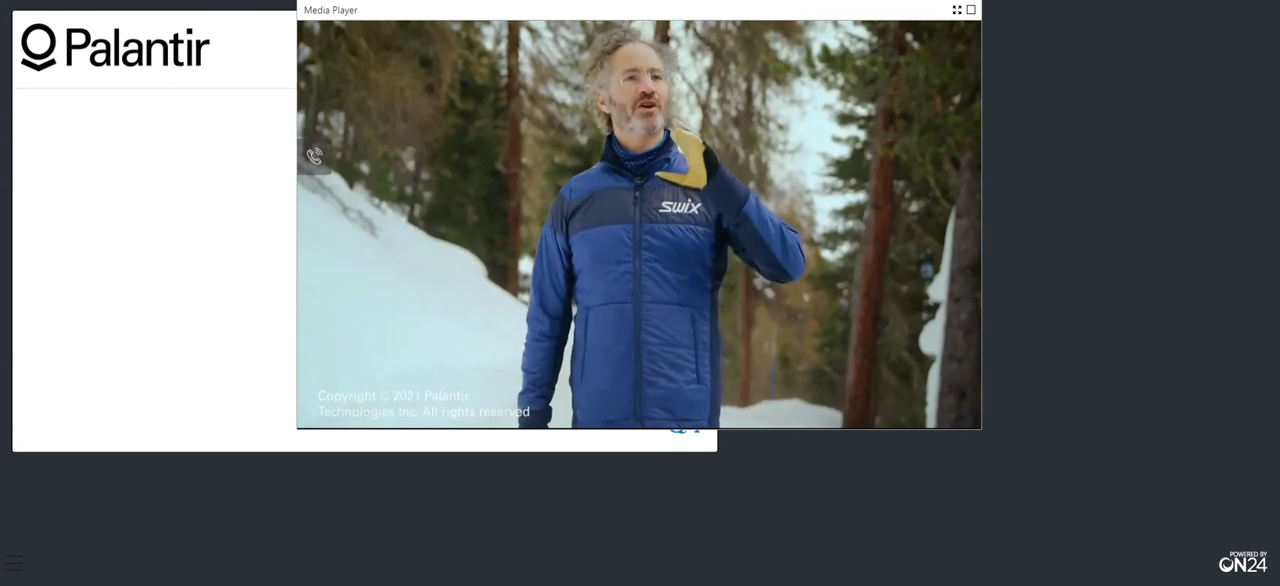 Palantir
Media Player
SWIX
Copyright © 2021 Palantir
Technologies Inc. All rights reserved
POWERED BY
ON24